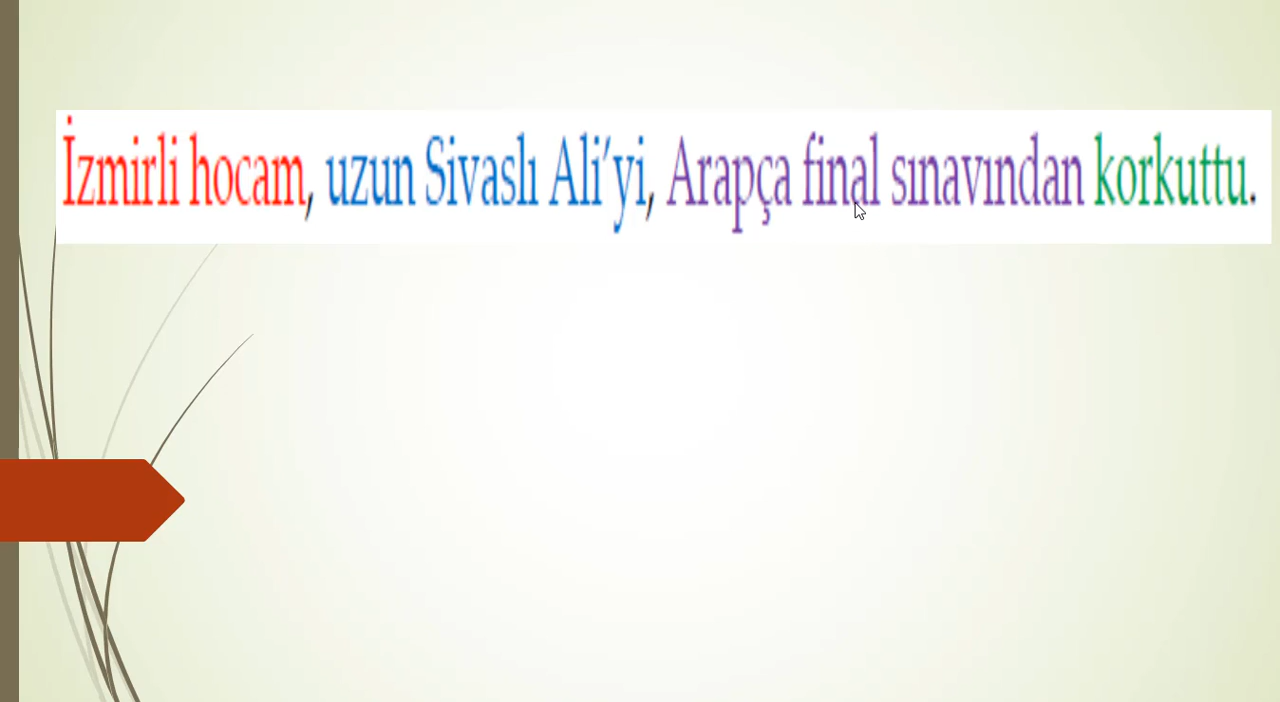 İzmirli hocam, uzun Sivaslı Ali'yi, Arapça final sınavından korkuttu.